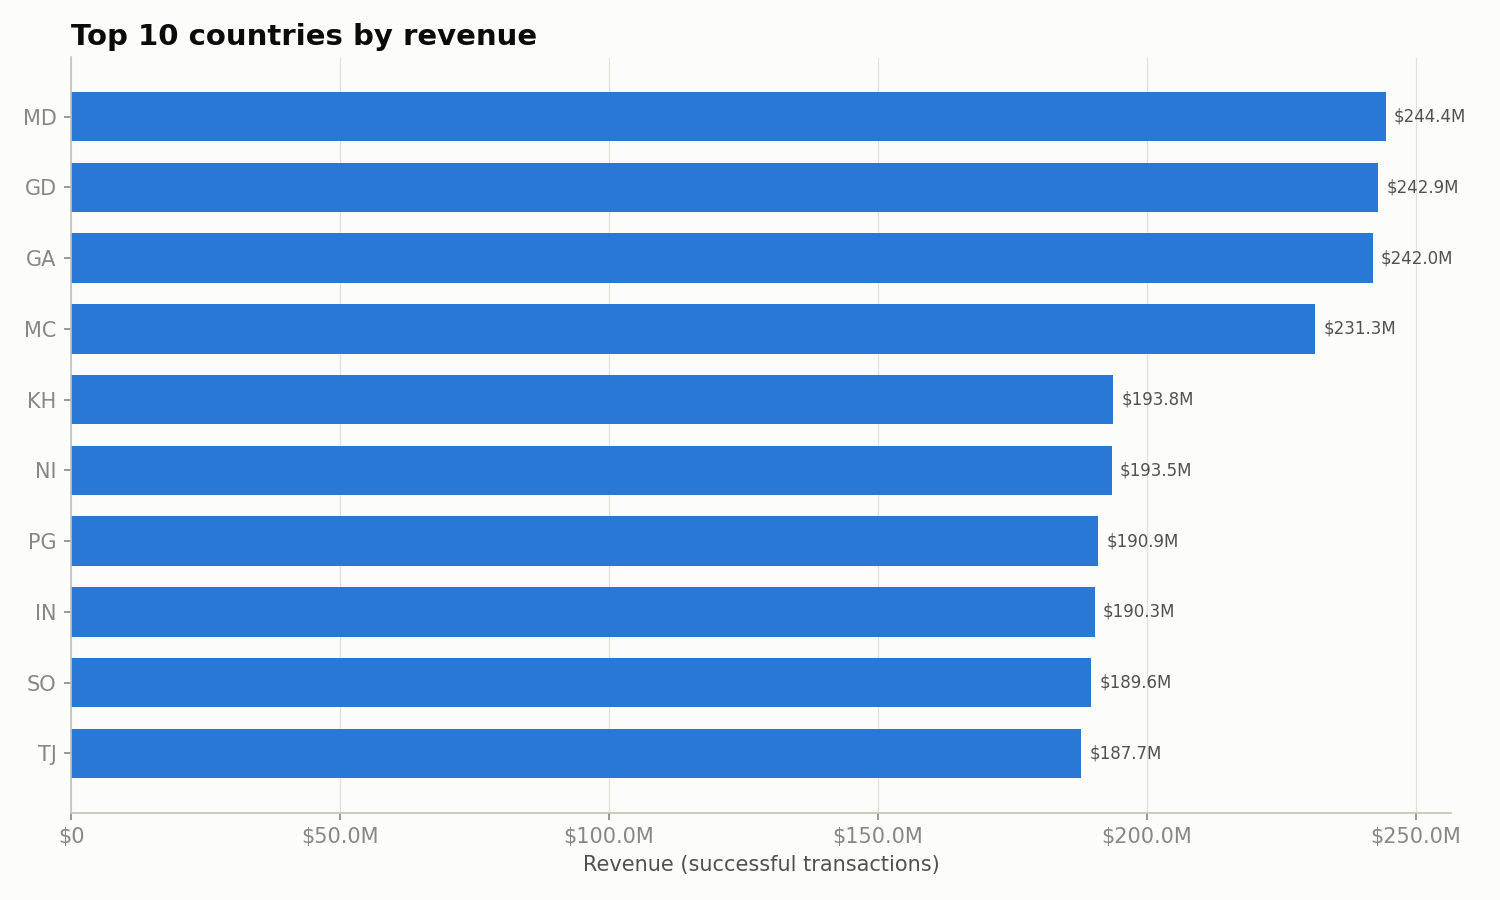 Top 10 countries by revenue
MD $244.4M
GD $242.9M
GA $242.0M
MC $231.3M
KH $193.8M
NI $193.5M
PG $190.9M
IN $190.3M
SO $189.6M
TJ $187.7M
$0 $50.0M $100.0M $150.0M $200.0M $250.0M
Revenue (successful transactions)